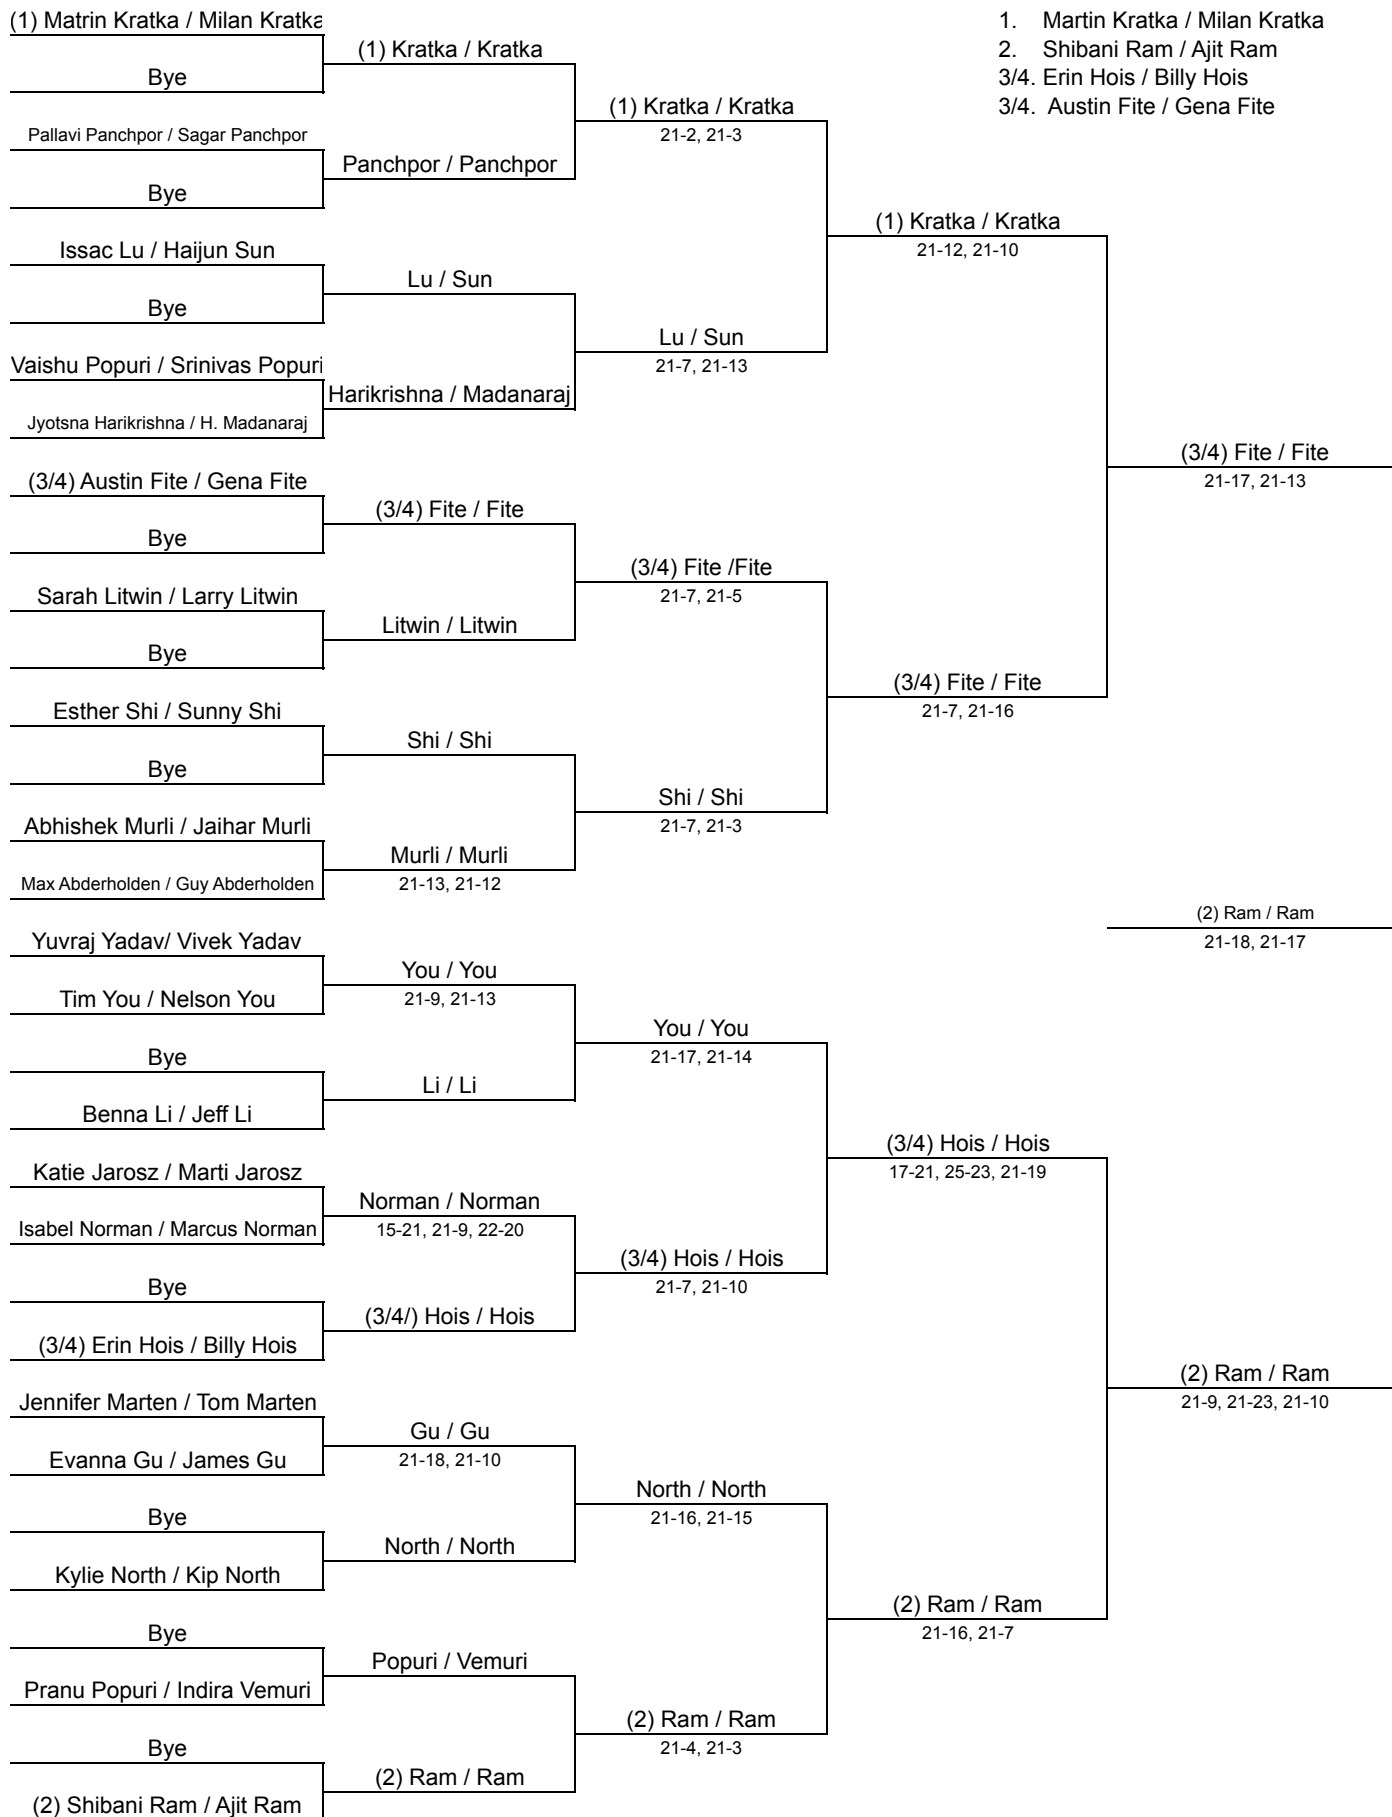 (1) Matrin Kratka / Milan Kratka
Bye
Pallavi Panchpor / Sagar Panchpor
Bye
Issac Lu / Haijun Sun
Bye
Vaishu Popuri / Srinivas Popuri
Jyotsna Harikrishna / H. Madanaraj
(3/4) Austin Fite / Gena Fite
Bye
Sarah Litwin / Larry Litwin
Bye
Esther Shi / Sunny Shi
Bye
Abhishek Murli / Jaihar Murli
Max Abderholden / Guy Abderholden
Yuvraj Yadav/ Vivek Yadav
Tim You / Nelson You
Bye
Benna Li / Jeff Li
Katie Jarosz / Marti Jarosz
Isabel Norman / Marcus Norman
Bye
(3/4) Erin Hois / Billy Hois
Jennifer Marten / Tom Marten
Evanna Gu / James Gu
Bye
Kylie North / Kip North
Bye
Pranu Popuri / Indira Vemuri
Bye
(2) Shibani Ram / Ajit Ram
(1) Kratka / Kratka
Panchpor / Panchpor
Lu / Sun
Harikrishna / Madanaraj
(3/4) Fite / Fite
Litwin / Litwin
Shi / Shi
Murli / Murli
21-13, 21-12
You / You
21-9, 21-13
Li / Li
Norman / Norman
15-21, 21-9, 22-20
(3/4/) Hois / Hois
Gu / Gu
21-18, 21-10
North / North
Popuri / Vemuri
(2) Ram / Ram
(1) Kratka / Kratka
21-2, 21-3
Lu / Sun
21-7, 21-13
(3/4) Fite /Fite
21-7, 21-5
Shi / Shi
21-7, 21-3
You / You
21-17, 21-14
(3/4) Hois / Hois
21-7, 21-10
North / North
21-16, 21-15
(2) Ram / Ram
21-4, 21-3
(1) Kratka / Kratka
21-12, 21-10
(3/4) Fite / Fite
21-7, 21-16
(3/4) Hois / Hois
17-21, 25-23, 21-19
(2) Ram / Ram
21-16, 21-7
1. Martin Kratka / Milan Kratka
2. Shibani Ram / Ajit Ram
3/4. Erin Hois / Billy Hois
3/4. Austin Fite / Gena Fite
(3/4) Fite / Fite
21-17, 21-13
(2) Ram / Ram
21-18, 21-17
(2) Ram / Ram
21-9, 21-23, 21-10